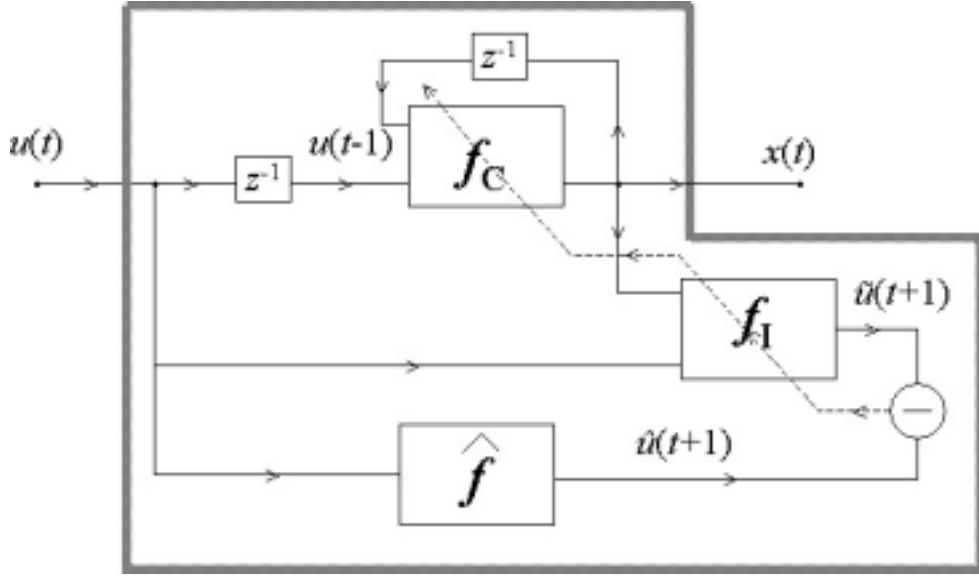 z⁻¹
u(t)
u(t-1)
f_C
x(t)
z⁻¹
ũ(t+1)
f_I
−
f̂
û(t+1)